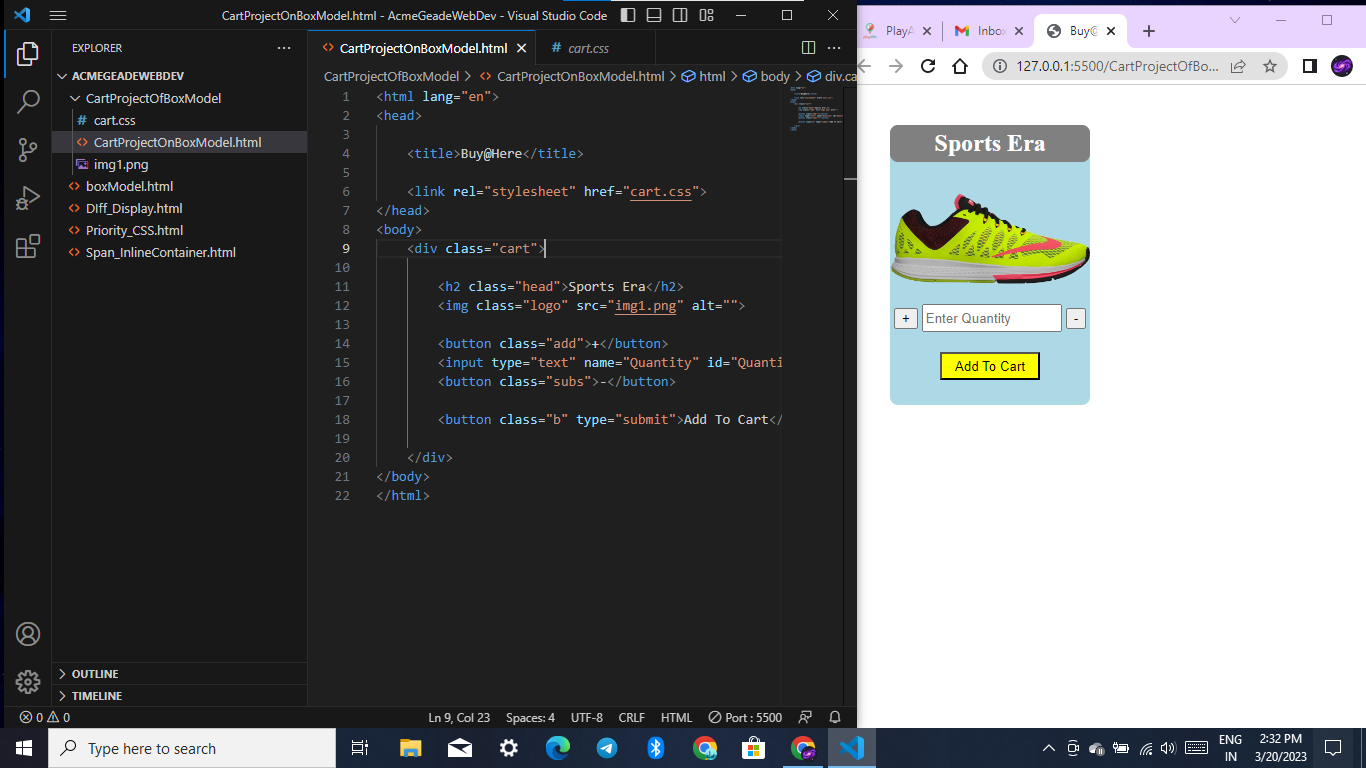 CartProjectOnBoxModel.html - AcmeGeadeWebDev - Visual Studio Code
EXPLORER
ACMEGEADEWEBDEV
CartProjectOfBoxModel
# cart.css
<> CartProjectOnBoxModel.html
img1.png
<> boxModel.html
<> DIff_Display.html
<> Priority_CSS.html
<> Span_InlineContainer.html
OUTLINE
TIMELINE
<> CartProjectOnBoxModel.html
# cart.css
CartProjectOfBoxModel > <> CartProjectOnBoxModel.html > html > body > div.ca
1 <html lang="en">
2 <head>
3
4 <title>Buy@Here</title>
5
6 <link rel="stylesheet" href="cart.css">
7 </head>
8 <body>
9 <div class="cart">
10
11 <h2 class="head">Sports Era</h2>
12 <img class="logo" src="img1.png" alt="">
13
14 <button class="add">+</button>
15 <input type="text" name="Quantity" id="Quanti
16 <button class="subs">-</button>
17
18 <button class="b" type="submit">Add To Cart</
19
20 </div>
21 </body>
22 </html>
0 0
Ln 9, Col 23
Spaces: 4
UTF-8
CRLF
HTML
Port : 5500
PlayA
Inbo
Buy@
127.0.0.1:5500/CartProjectOfBo...
Sports Era
+
Enter Quantity
-
Add To Cart
Type here to search
ENG
IN
2:32 PM
3/20/2023